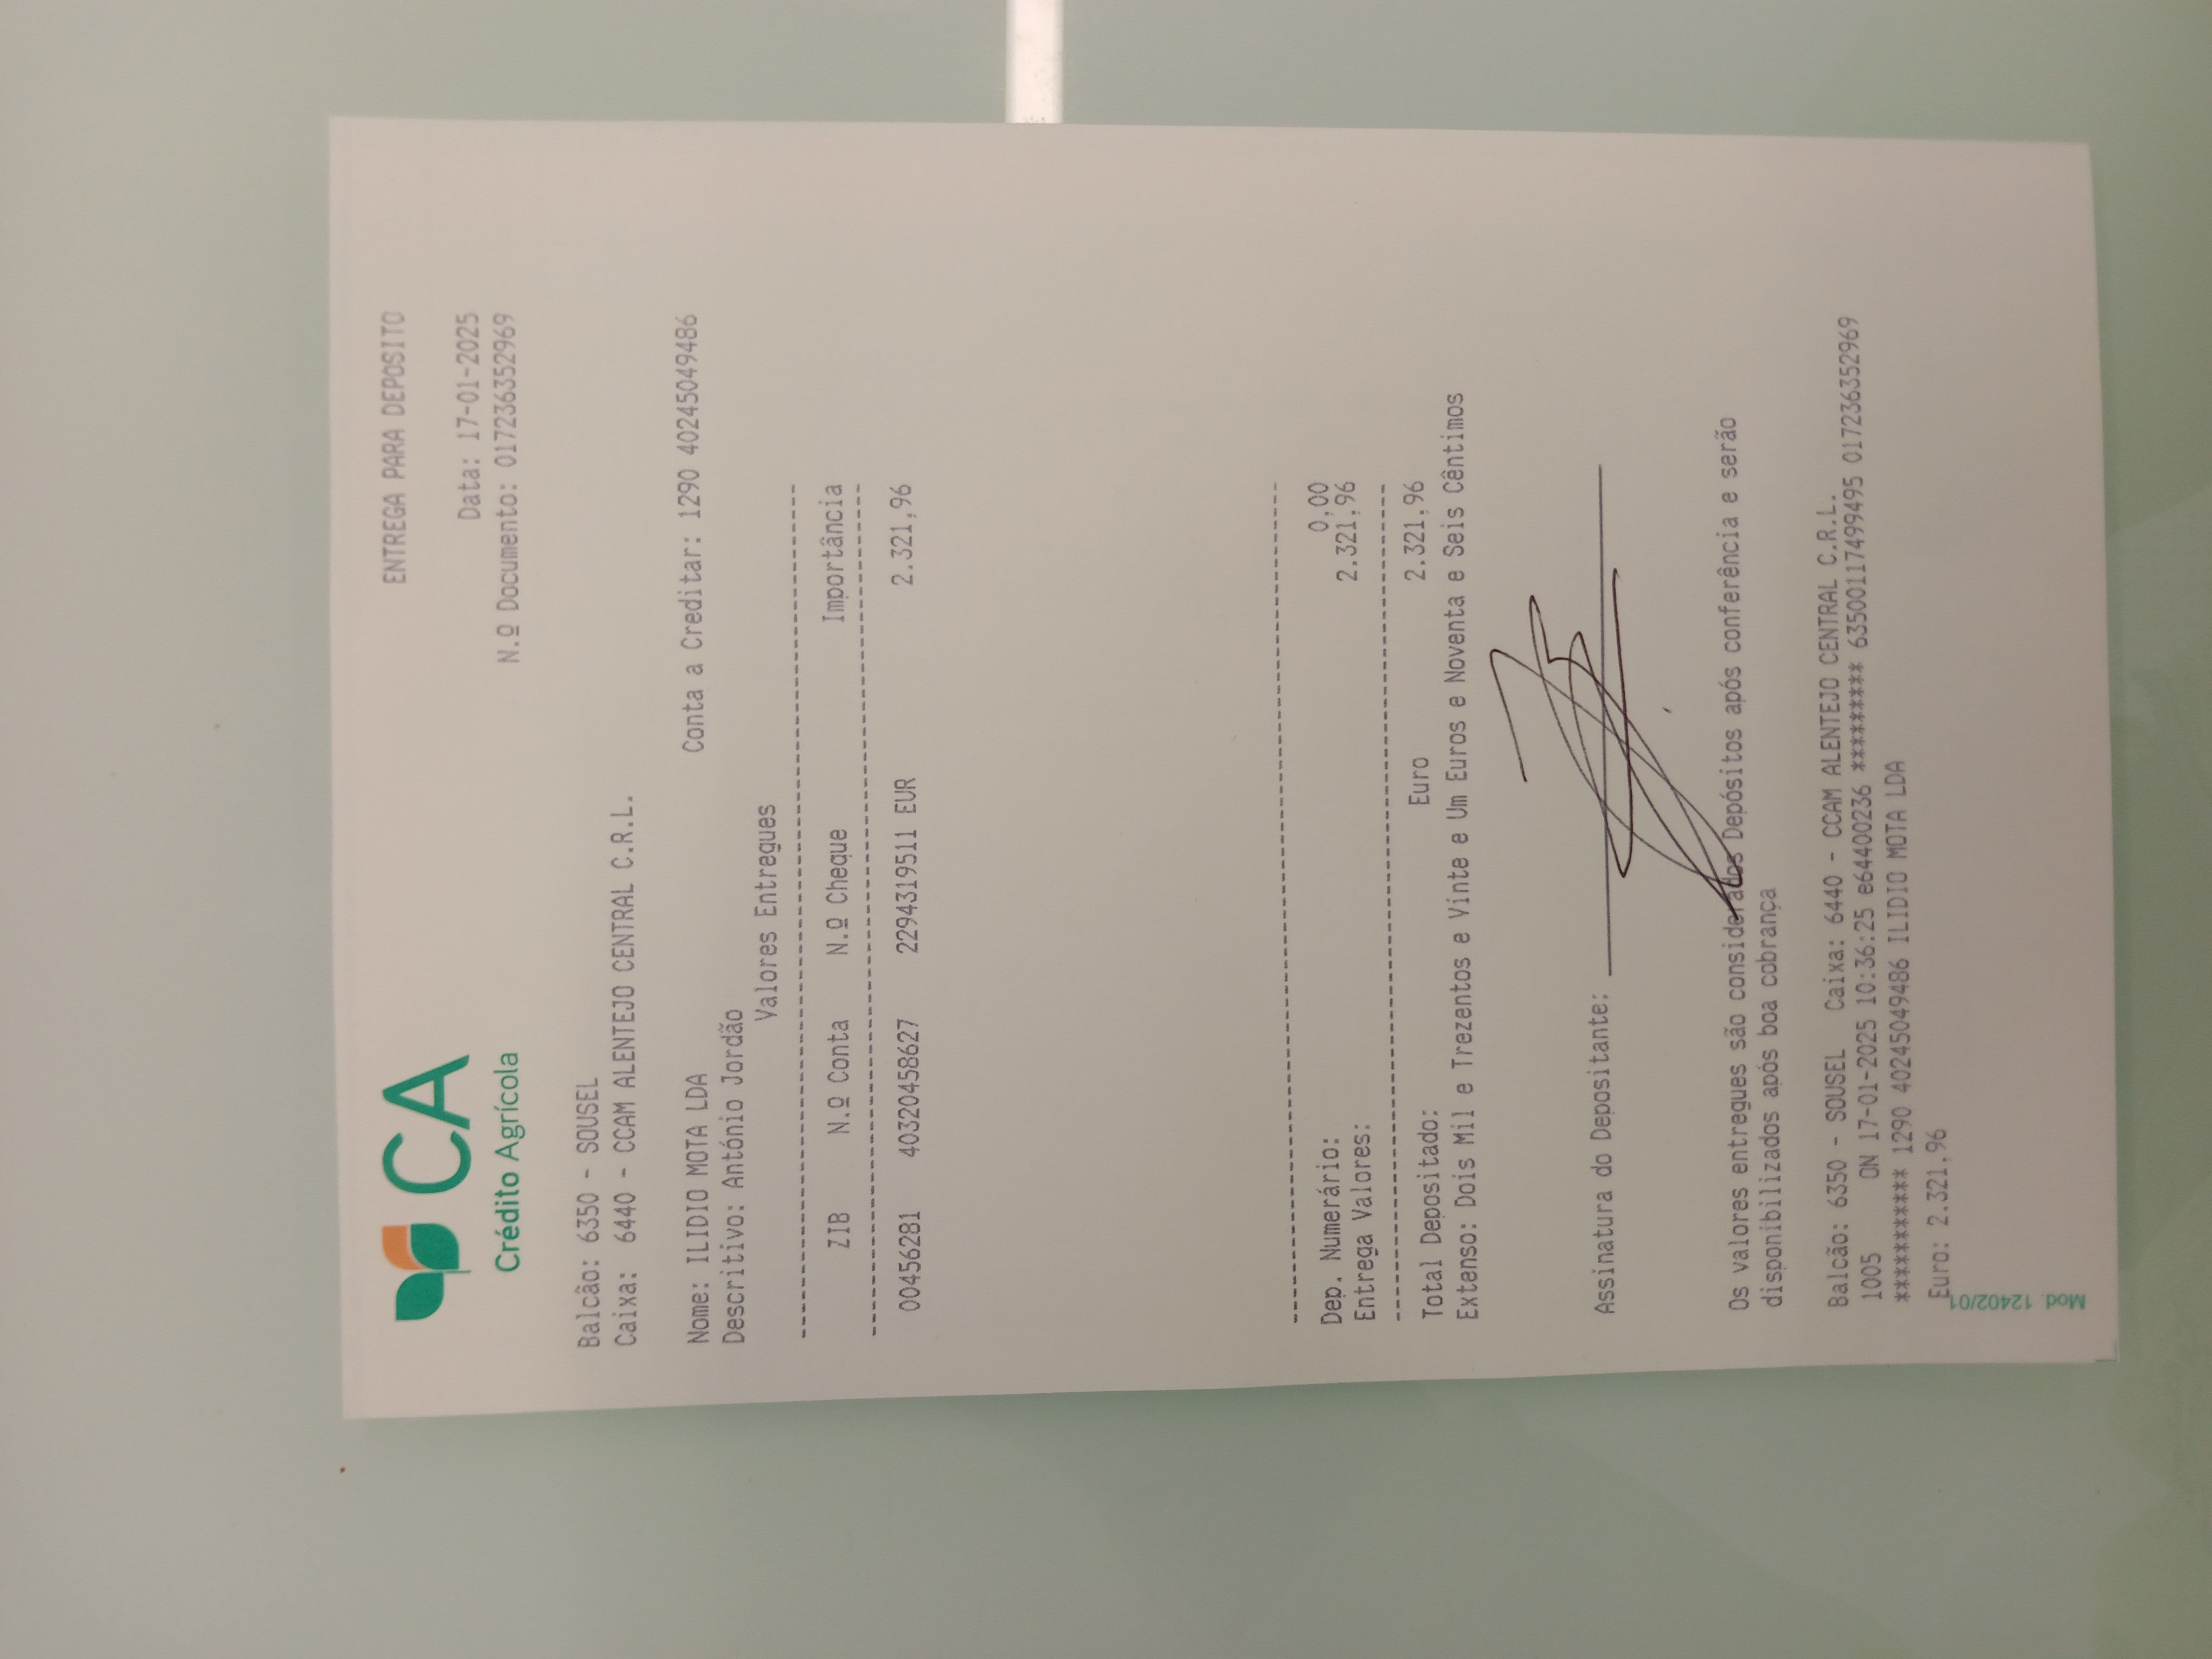 CA
Crédito Agrícola
ENTREGA PARA DEPOSITO
Data: 17-01-2025
N.º Documento: 01723635​2969
Balcão: 6350 - SOUSEL
Caixa: 6440 - CCAM ALENTEJO CENTRAL C.R.L.
Nome: ILIDIO MOTA LDA Conta a Creditar: 1290 40245049486
Descritivo: António Jordão
Valores Entregues
ZIB N.º Conta N.º Cheque Importância
00456281 40320458627 2294319511 EUR 2.321,96
Dep. Numerário: 0,00
Entrega Valores: 2.321,96
Total Depositado: Euro 2.321,96
Extenso: Dois Mil e Trezentos e Vinte e Um Euros e Noventa e Seis Cêntimos
Assinatura do Depositante:
Os valores entregues são considerados Depósitos após conferência e serão
disponibilizados após boa cobrança
Balcão: 6350 - SOUSEL Caixa: 6440 - CCAM ALENTEJO CENTRAL C.R.L.
1005 ON 17-01-2025 10:36:25 e6440236 ********* 63500117499495 017236352969
********** 1290 40245049486 ILIDIO MOTA LDA
Euro: 2.321,96
Mod. 12402/01